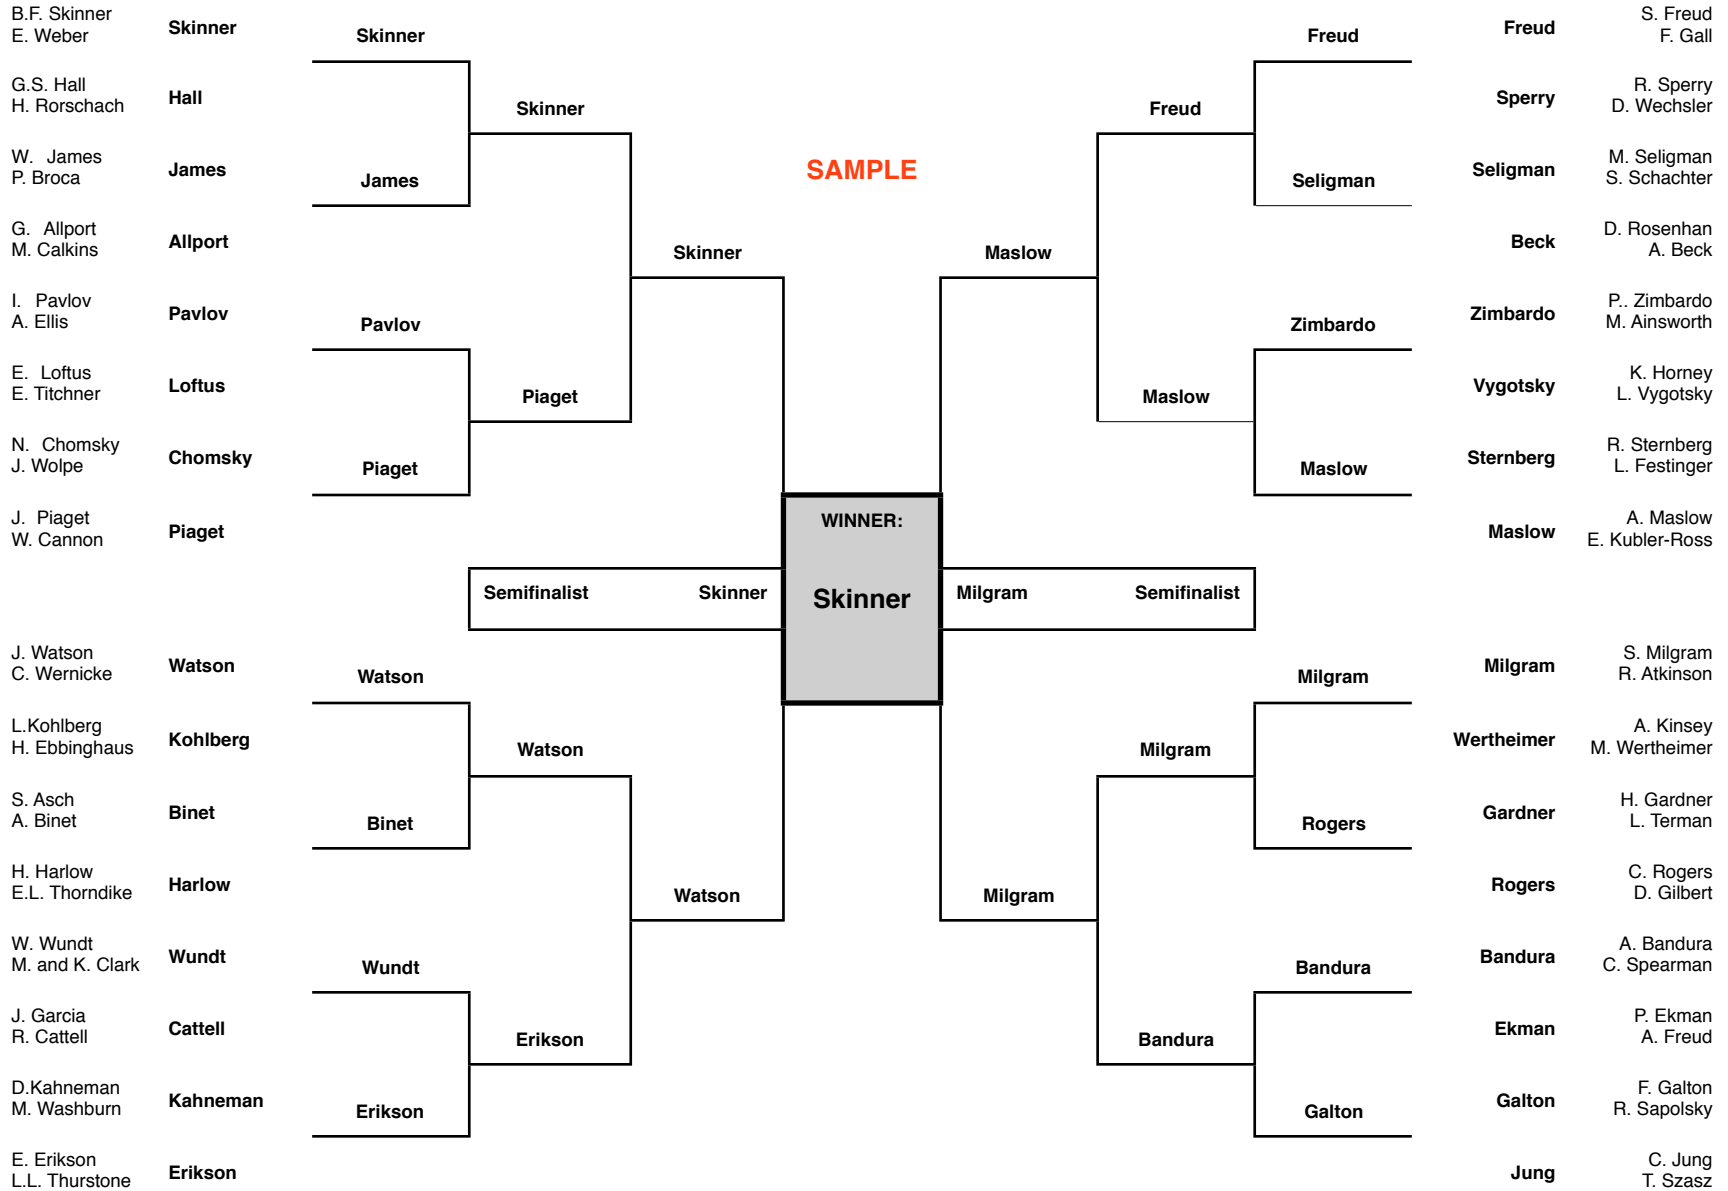 B.F. Skinner
E. Weber
Skinner
Skinner
Freud
Freud
S. Freud
F. Gall
G.S. Hall
H. Rorschach
Hall
Skinner
Freud
Sperry
R. Sperry
D. Wechsler
W. James
P. Broca
James
James
SAMPLE
Seligman
Seligman
M. Seligman
S. Schachter
G. Allport
M. Calkins
Allport
Skinner
Maslow
Beck
D. Rosenhan
A. Beck
I. Pavlov
A. Ellis
Pavlov
Pavlov
Zimbardo
Zimbardo
P.. Zimbardo
M. Ainsworth
E. Loftus
E. Titchner
Loftus
Piaget
Maslow
Vygotsky
K. Horney
L. Vygotsky
N. Chomsky
J. Wolpe
Chomsky
Piaget
Maslow
Sternberg
R. Sternberg
L. Festinger
J. Piaget
W. Cannon
Piaget
WINNER:
Maslow
A. Maslow
E. Kubler-Ross
Semifinalist
Skinner
Skinner
Milgram
Semifinalist
J. Watson
C. Wernicke
Watson
Watson
Milgram
Milgram
S. Milgram
R. Atkinson
L.Kohlberg
H. Ebbinghaus
Kohlberg
Watson
Milgram
Wertheimer
A. Kinsey
M. Wertheimer
S. Asch
A. Binet
Binet
Binet
Rogers
Gardner
H. Gardner
L. Terman
H. Harlow
E.L. Thorndike
Harlow
Watson
Milgram
Rogers
C. Rogers
D. Gilbert
W. Wundt
M. and K. Clark
Wundt
Wundt
Bandura
Bandura
A. Bandura
C. Spearman
J. Garcia
R. Cattell
Cattell
Erikson
Bandura
Ekman
P. Ekman
A. Freud
D.Kahneman
M. Washburn
Kahneman
Erikson
Galton
Galton
F. Galton
R. Sapolsky
E. Erikson
L.L. Thurstone
Erikson
Jung
C. Jung
T. Szasz